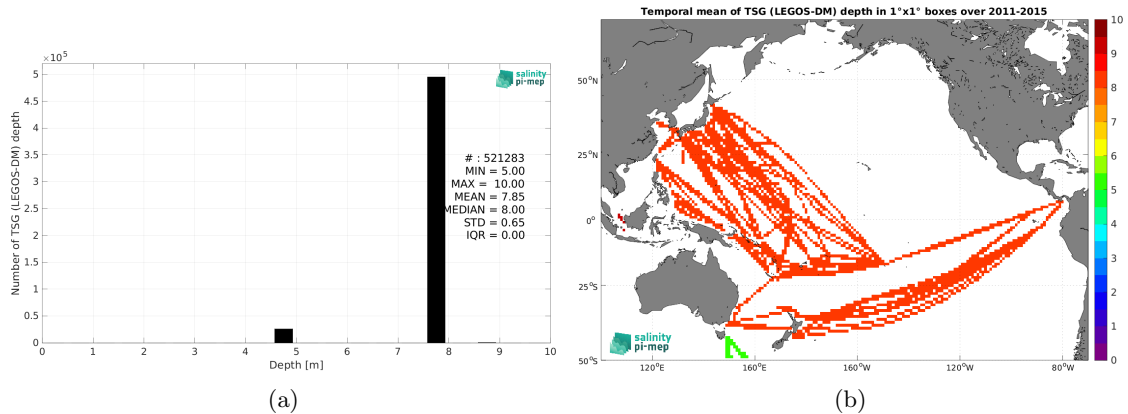 ×10^5
5
4.5
4
3.5
3
2.5
2
1.5
1
0.5
0
0 1 2 3 4 5 6 7 8 9 10
Number of TSG (LEGOS-DM) depth
Depth [m]
salinity
pi-mep
# : 521283
MIN = 5.00
MAX = 10.00
MEAN = 7.85
MEDIAN = 8.00
STD = 0.65
IQR = 0.00
(a)
Temporal mean of TSG (LEGOS-DM) depth in 1°x1° boxes over 2011-2015
50°N
25°N
0°
25°S
50°S
120°E 160°E 160°W 120°W 80°W
salinity
pi-mep
10
9
8
7
6
5
4
3
2
1
0
(b)